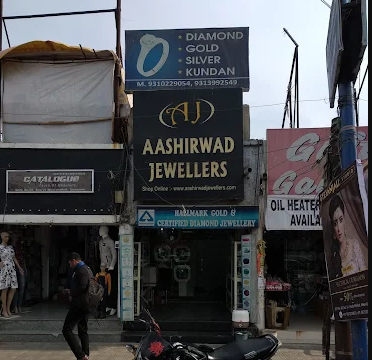 DIAMOND
GOLD
SILVER
KUNDAN
M. 9310229054, 9313992549
AJ
AASHIRWAD
JEWELLERS
Shop Online :- www.aashirwadjewellers.com
HALLMARK GOLD &
CERTIFIED DIAMOND JEWELLERY
CATALOGUE
OIL HEATER
AVAILA